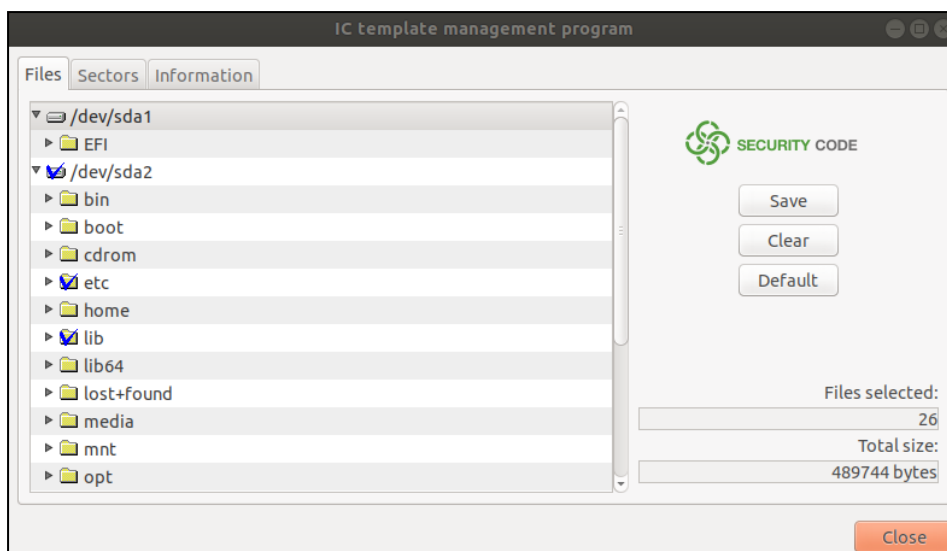 IC template management program
Files Sectors Information
/dev/sda1
EFI
/dev/sda2
bin
boot
cdrom
etc
home
lib
lib64
lost+found
media
mnt
opt
SECURITY CODE
Save
Clear
Default
Files selected:
26
Total size:
489744 bytes
Close